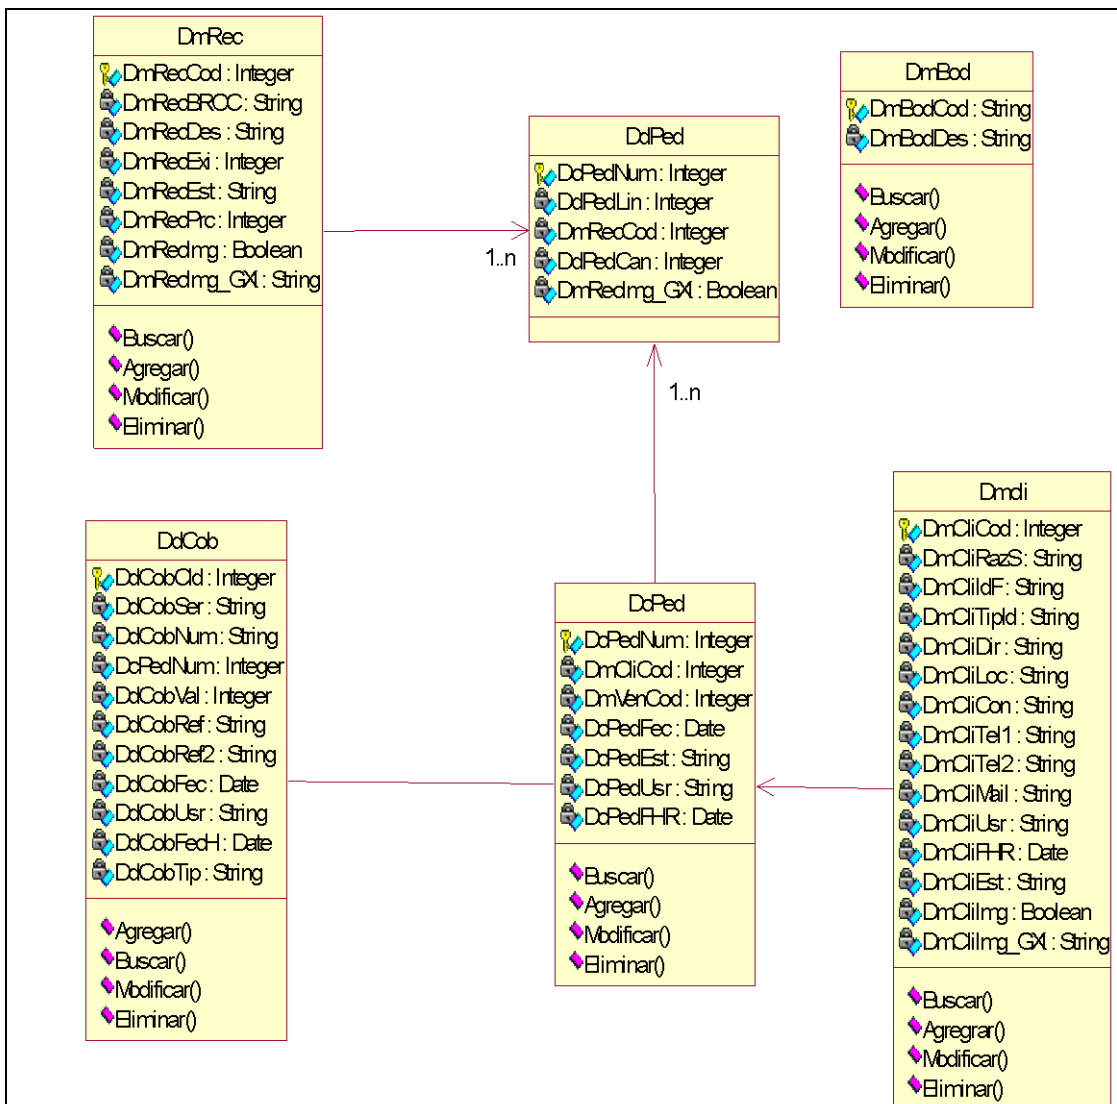 DmRec
DmRecCod : Integer
DmRecBROC : String
DmRecDes : String
DmRecExi : Integer
DmRecEst : String
DmRecPrc : Integer
DmRecImg : Boolean
DmRecImg_GXI : String
Buscar()
Agregar()
Modificar()
Eliminar()
DdPed
DcPedNum : Integer
DdPedLin : Integer
DmRecCod : Integer
DdPedCan : Integer
DmRecImg_GXI : Boolean
1..n
1..n
DmBod
DmBodCod : String
DmBodDes : String
Buscar()
Agregar()
Modificar()
Eliminar()
DdCob
DdCobCId : Integer
DdCobSer : String
DdCobNum : String
DcPedNum : Integer
DdCobVal : Integer
DdCobRef : String
DdCobRef2 : String
DdCobFec : Date
DdCobUsr : String
DdCobFecH : Date
DdCobTip : String
Agregar()
Buscar()
Modificar()
Eliminar()
DcPed
DcPedNum : Integer
DmCliCod : Integer
DmVenCod : Integer
DcPedFec : Date
DcPedEst : String
DcPedUsr : String
DcPedFHR : Date
Buscar()
Agregar()
Modificar()
Eliminar()
Dmcli
DmCliCod : Integer
DmCliRazS : String
DmCliIdF : String
DmCliTipId : String
DmCliDir : String
DmCliLoc : String
DmCliCon : String
DmCliTel1 : String
DmCliTel2 : String
DmCliMail : String
DmCliUsr : String
DmCliFHR : Date
DmCliEst : String
DmCliImg : Boolean
DmCliImg_GXI : String
Buscar()
Agregrar()
Modificar()
Eliminar()